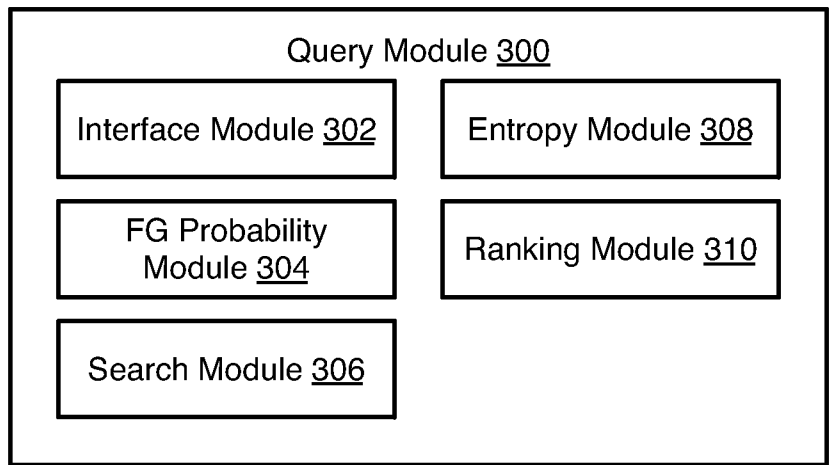 Query Module 300
Interface Module 302
Entropy Module 308
FG Probability
Module 304
Ranking Module 310
Search Module 306